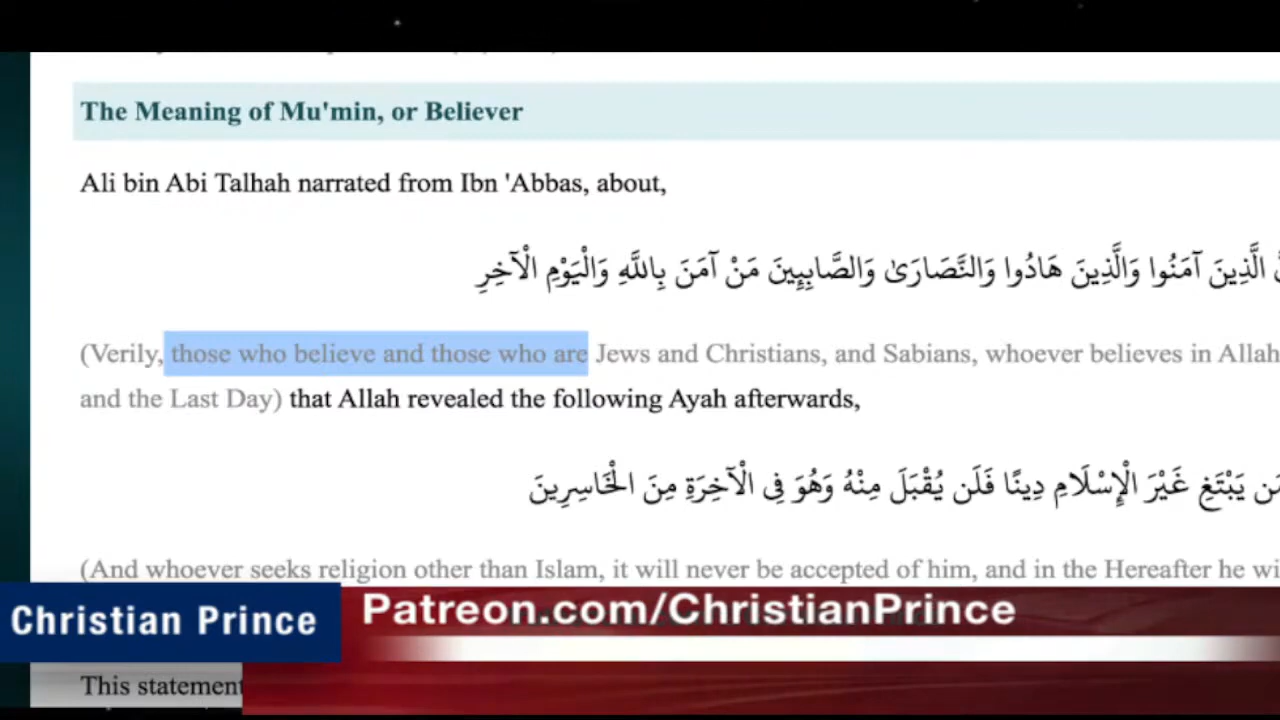 The Meaning of Mu'min, or Believer
Ali bin Abi Talhah narrated from Ibn 'Abbas, about,
الَّذِينَ آمَنُوا وَالَّذِينَ هَادُوا وَالنَّصَارَىٰ وَالصَّابِئِينَ مَنْ آمَنَ بِاللَّهِ وَالْيَوْمِ الْآخِرِ
(Verily, those who believe and those who are Jews and Christians, and Sabians, whoever believes in Allah
and the Last Day) that Allah revealed the following Ayah afterwards,
يَبْتَغِ غَيْرَ الْإِسْلَامِ دِينًا فَلَن يُقْبَلَ مِنْهُ وَهُوَ فِى الْآخِرَةِ مِنَ الْخَاسِرِينَ
(And whoever seeks religion other than Islam, it will never be accepted of him, and in the Hereafter he
Christian Prince
Patreon.com/ChristianPrince
This statement